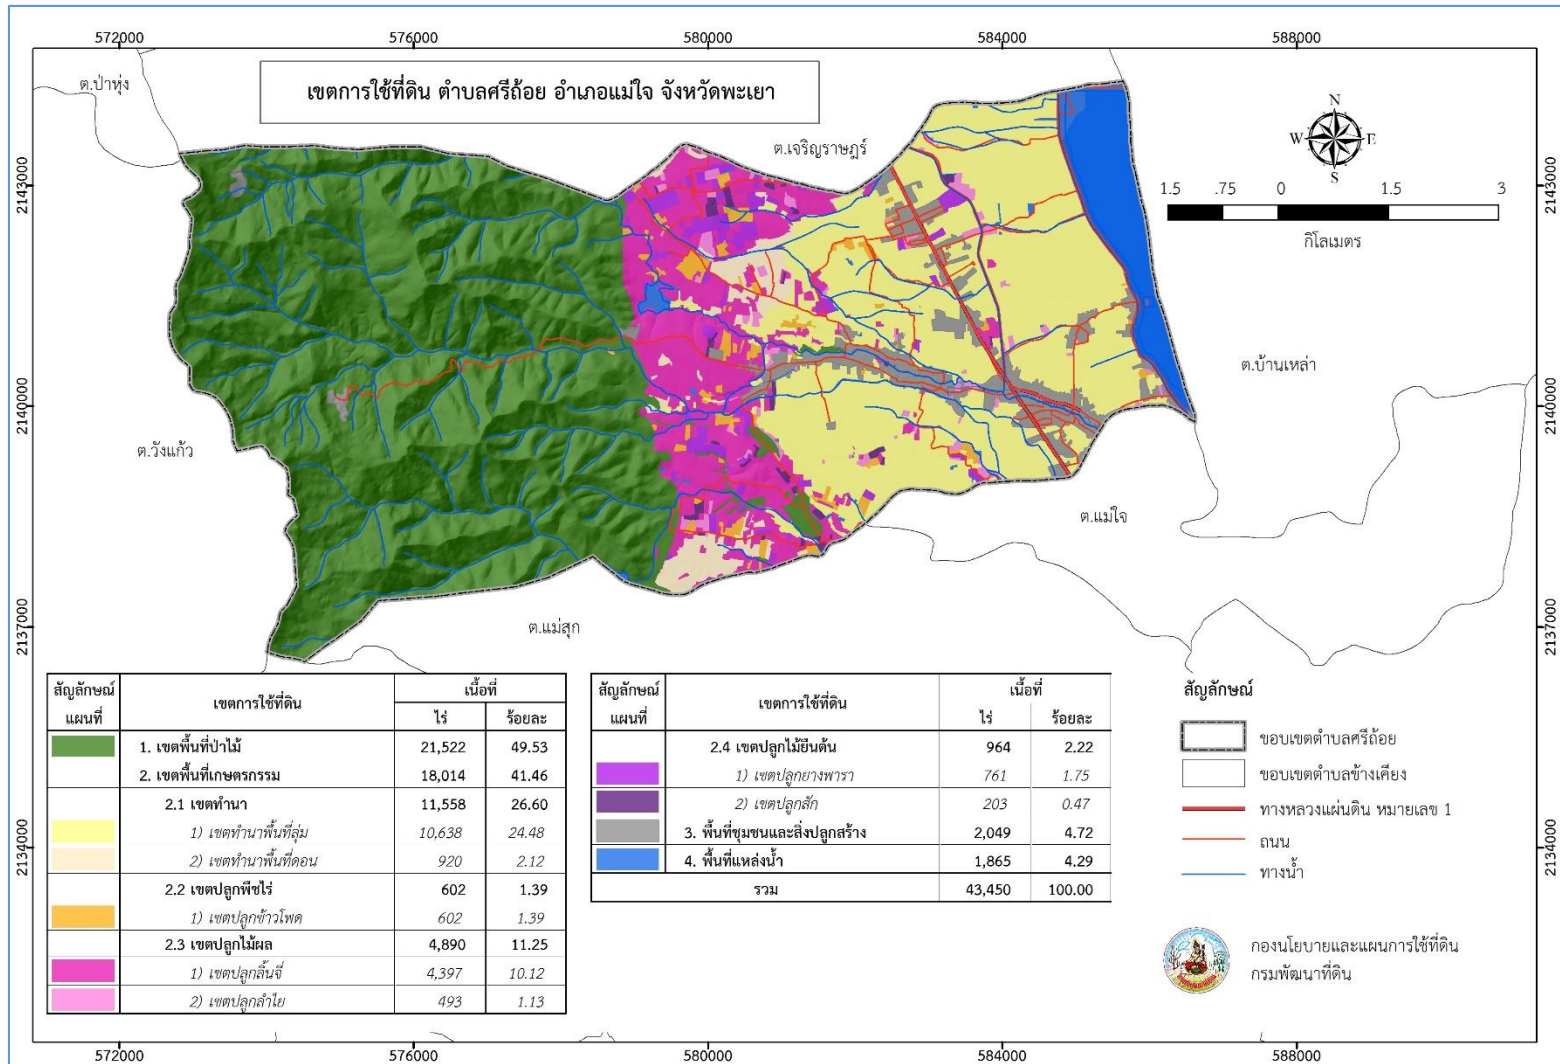 572000 576000 580000 584000 588000
ต.ป่าหุ่ง
เขตการใช้ที่ดิน ตำบลศรีถ้อย อำเภอแม่ใจ จังหวัดพะเยา
ต.เจริญราษฎร์
N
W E
S
2143000 2143000
1.5 .75 0 1.5 3
กิโลเมตร
ต.บ้านเหล่า
2140000 2140000
ต.วังแก้ว
ต.แม่ใจ
2137000 2137000
ต.แม่สุก
สัญลักษณ์แผนที่ เขตการใช้ที่ดิน เนื้อที่
ไร่ ร้อยละ
1. เขตพื้นที่ป่าไม้ 21,522 49.53
2. เขตพื้นที่เกษตรกรรม 18,014 41.46
2.1 เขตทำนา 11,558 26.60
1) เขตทำนาพื้นที่ลุ่ม 10,638 24.48
2) เขตทำนาพื้นที่ดอน 920 2.12
2.2 เขตปลูกพืชไร่ 602 1.39
1) เขตปลูกข้าวโพด 602 1.39
2.3 เขตปลูกไม้ผล 4,890 11.25
1) เขตปลูกลิ้นจี่ 4,397 10.12
2) เขตปลูกลำไย 493 1.13
สัญลักษณ์แผนที่ เขตการใช้ที่ดิน เนื้อที่
ไร่ ร้อยละ
2.4 เขตปลูกไม้ยืนต้น 964 2.22
1) เขตปลูกยางพารา 761 1.75
2) เขตปลูกสัก 203 0.47
3. พื้นที่ชุมชนและสิ่งปลูกสร้าง 2,049 4.72
4. พื้นที่แหล่งน้ำ 1,865 4.29
รวม 43,450 100.00
สัญลักษณ์
ขอบเขตตำบลศรีถ้อย
ขอบเขตตำบลข้างเคียง
ทางหลวงแผ่นดิน หมายเลข 1
ถนน
ทางน้ำ
2134000 2134000
กองนโยบายและแผนการใช้ที่ดิน
กรมพัฒนาที่ดิน
572000 576000 580000 584000 588000